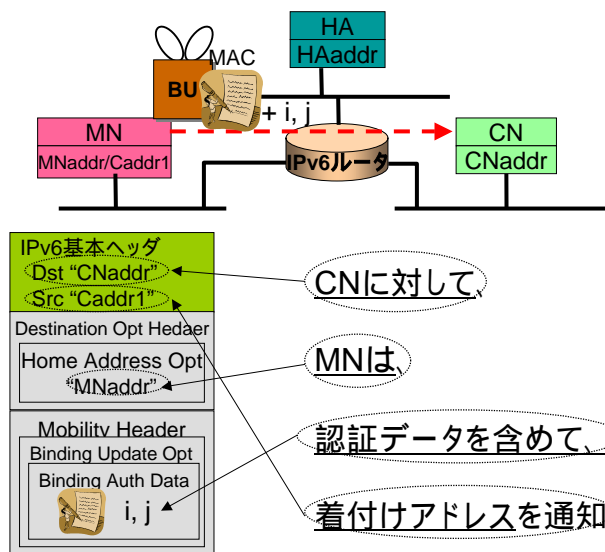 HA
HAaddr
MAC
BU
+ i, j
MN
MNaddr/Caddr1
IPv6ルータ
CN
CNaddr
IPv6基本ヘッダ
Dst “CNaddr”
Src “Caddr1”
Destination Opt Hedaer
Home Address Opt
“MNaddr”
Mobility Header
Binding Update Opt
Binding Auth Data
i, j
CNに対して、
MNは、
認証データを含めて、
着付けアドレスを通知